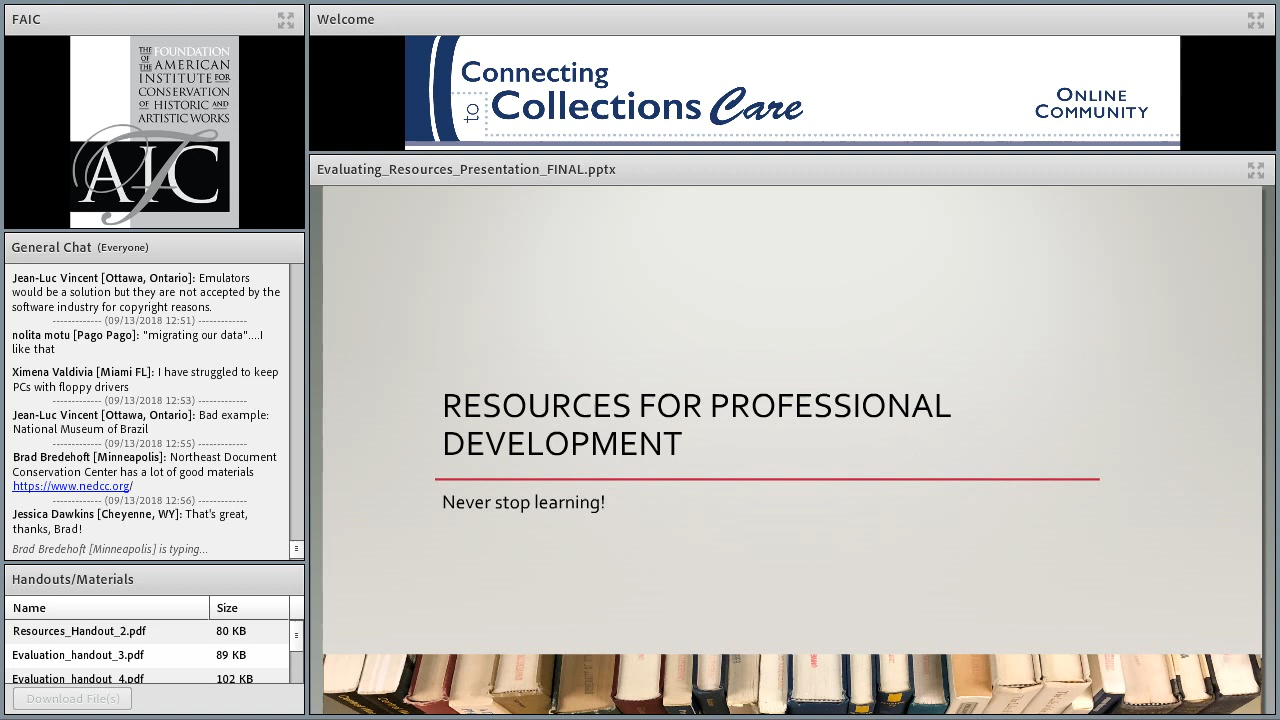 FAIC
THE FOUNDATION
OF THE AMERICAN
INSTITUTE FOR
CONSERVATION
OF HISTORIC AND
ARTISTIC WORKS
AIC
General Chat (Everyone)
Jean-Luc Vincent [Ottawa, Ontario]: Emulators
would be a solution but they are not accepted by the
software industry for copyright reasons.
------------- (09/13/2018 12:51) -------------
nolita motu [Pago Pago]: "migrating our data"....I
like that
Ximena Valdivia [Miami FL]: I have struggled to keep
PCs with floppy drivers
------------- (09/13/2018 12:53) -------------
Jean-Luc Vincent [Ottawa, Ontario]: Bad example:
National Museum of Brazil
------------- (09/13/2018 12:55) -------------
Brad Bredehoft [Minneapolis]: Northeast Document
Conservation Center has a lot of good materials
https://www.nedcc.org/
------------- (09/13/2018 12:56) -------------
Jessica Dawkins [Cheyenne, WY]: That's great,
thanks, Brad!
Brad Bredehoft [Minneapolis] is typing...
Handouts/Materials
Name Size
Resources_Handout_2.pdf 80 KB
Evaluation_handout_3.pdf 89 KB
Evaluation_handout_4.pdf 102 KB
Download File(s)
Welcome
Connecting
to Collections Care
ONLINE
COMMUNITY
Evaluating_Resources_Presentation_FINAL.pptx
RESOURCES FOR PROFESSIONAL
DEVELOPMENT
Never stop learning!